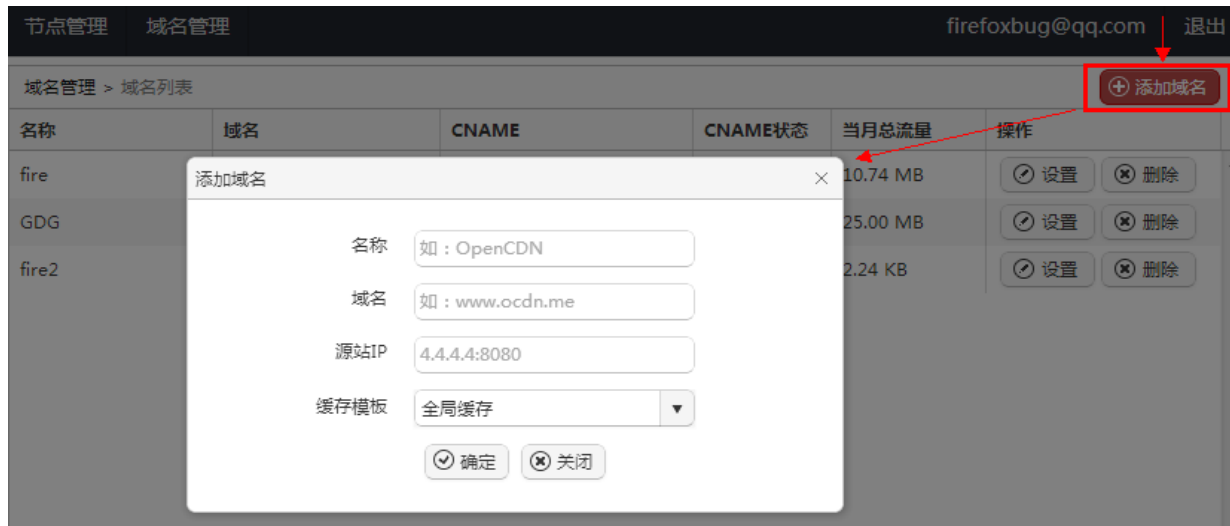 节点管理 域名管理 firefoxbug@qq.com 退出
域名管理 > 域名列表 添加域名
名称 域名 CNAME CNAME状态 当月总流量 操作
fire 10.74 MB 设置 删除
GDG 25.00 MB 设置 删除
fire2 2.24 KB 设置 删除
添加域名
名称 如：OpenCDN
域名 如：www.ocdn.me
源站IP 4.4.4.4:8080
缓存模板 全局缓存
确定 关闭